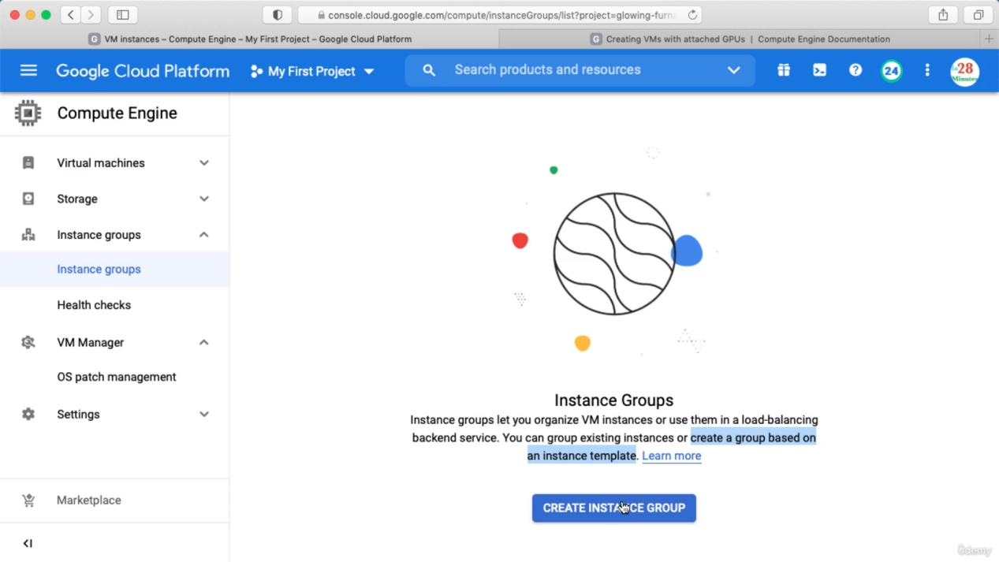 console.cloud.google.com/compute/instanceGroups/list?project=glowing-furna
G VM instances – Compute Engine – My First Project – Google Cloud Platform
G Creating VMs with attached GPUs | Compute Engine Documentation
Google Cloud Platform
My First Project
Search products and resources
24
in28
Minutes
Compute Engine
Virtual machines
Storage
Instance groups
Instance groups
Health checks
VM Manager
OS patch management
Settings
Marketplace
Instance Groups
Instance groups let you organize VM instances or use them in a load-balancing
backend service. You can group existing instances or create a group based on
an instance template. Learn more
CREATE INSTANCE GROUP
ûdemy